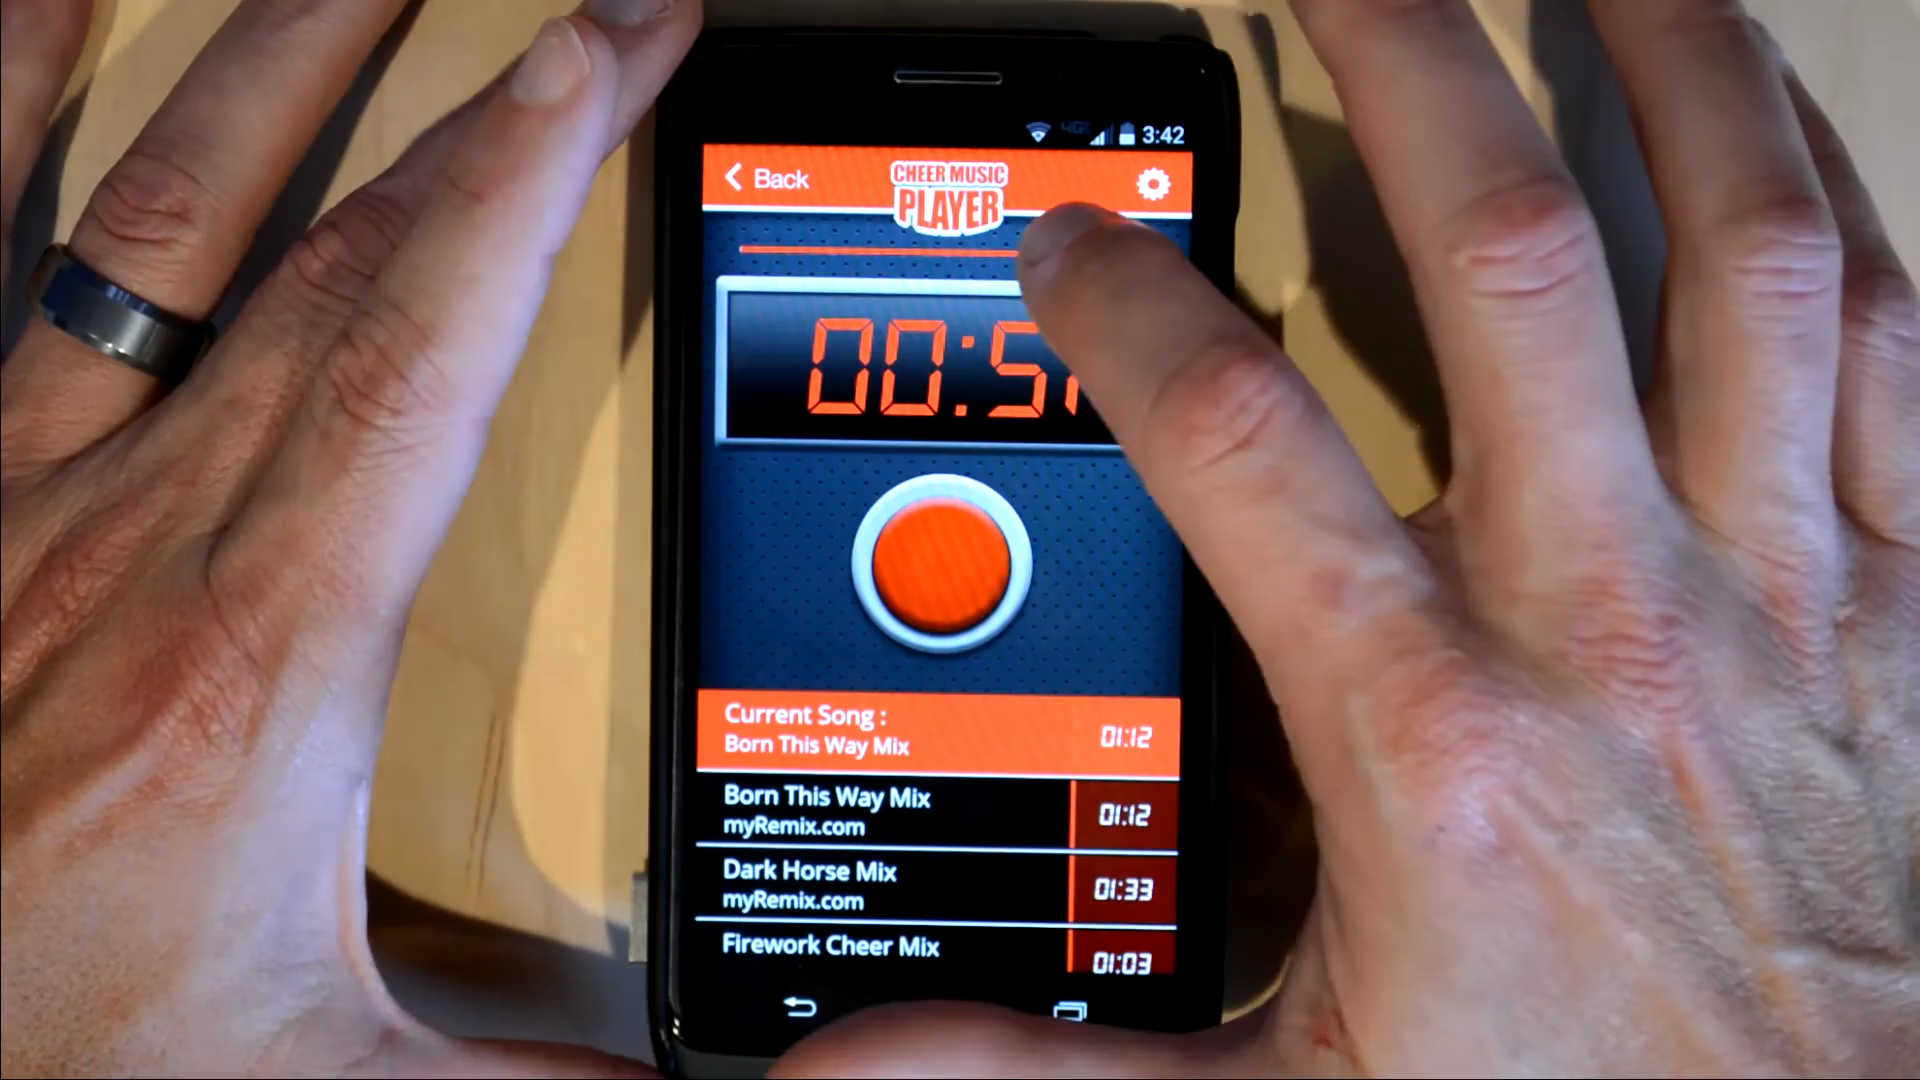 3:42
Back
CHEER MUSIC
PLAYER
Current Song :
Born This Way Mix
01:12
Born This Way Mix
myRemix.com
01:12
Dark Horse Mix
myRemix.com
01:33
Firework Cheer Mix
01:03